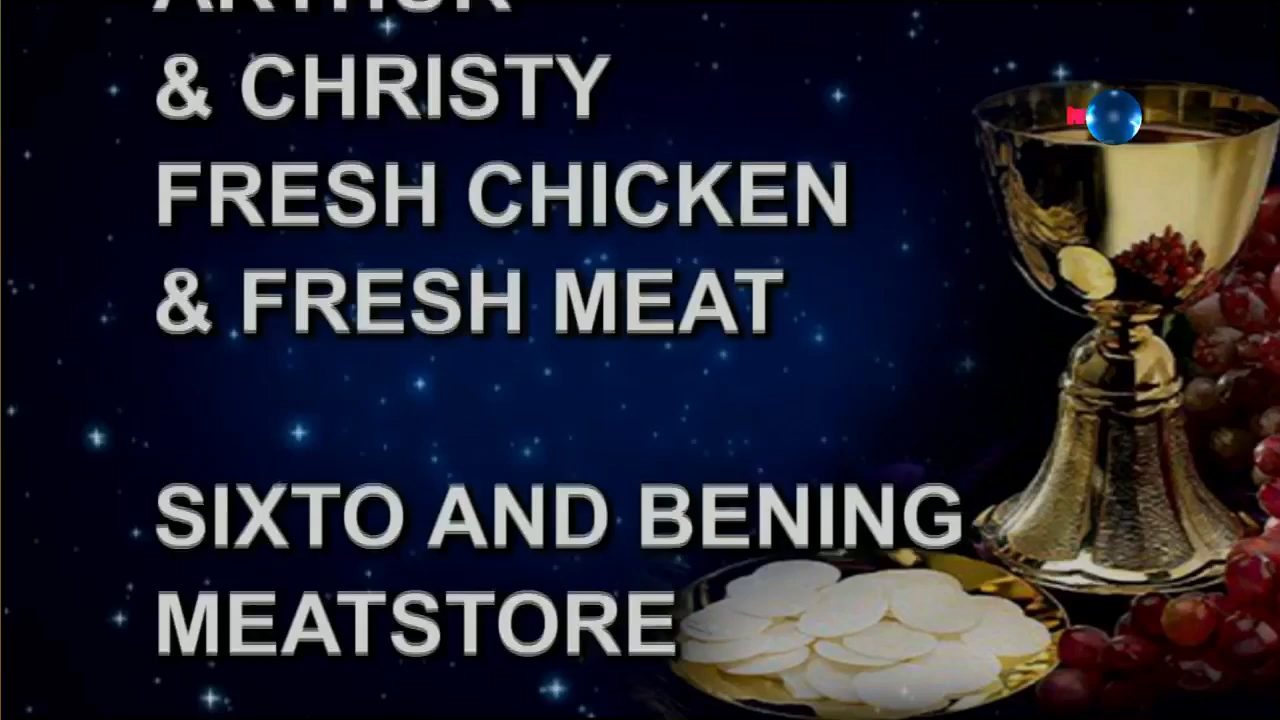 & CHRISTY
FRESH CHICKEN
& FRESH MEAT
SIXTO AND BENING
MEATSTORE